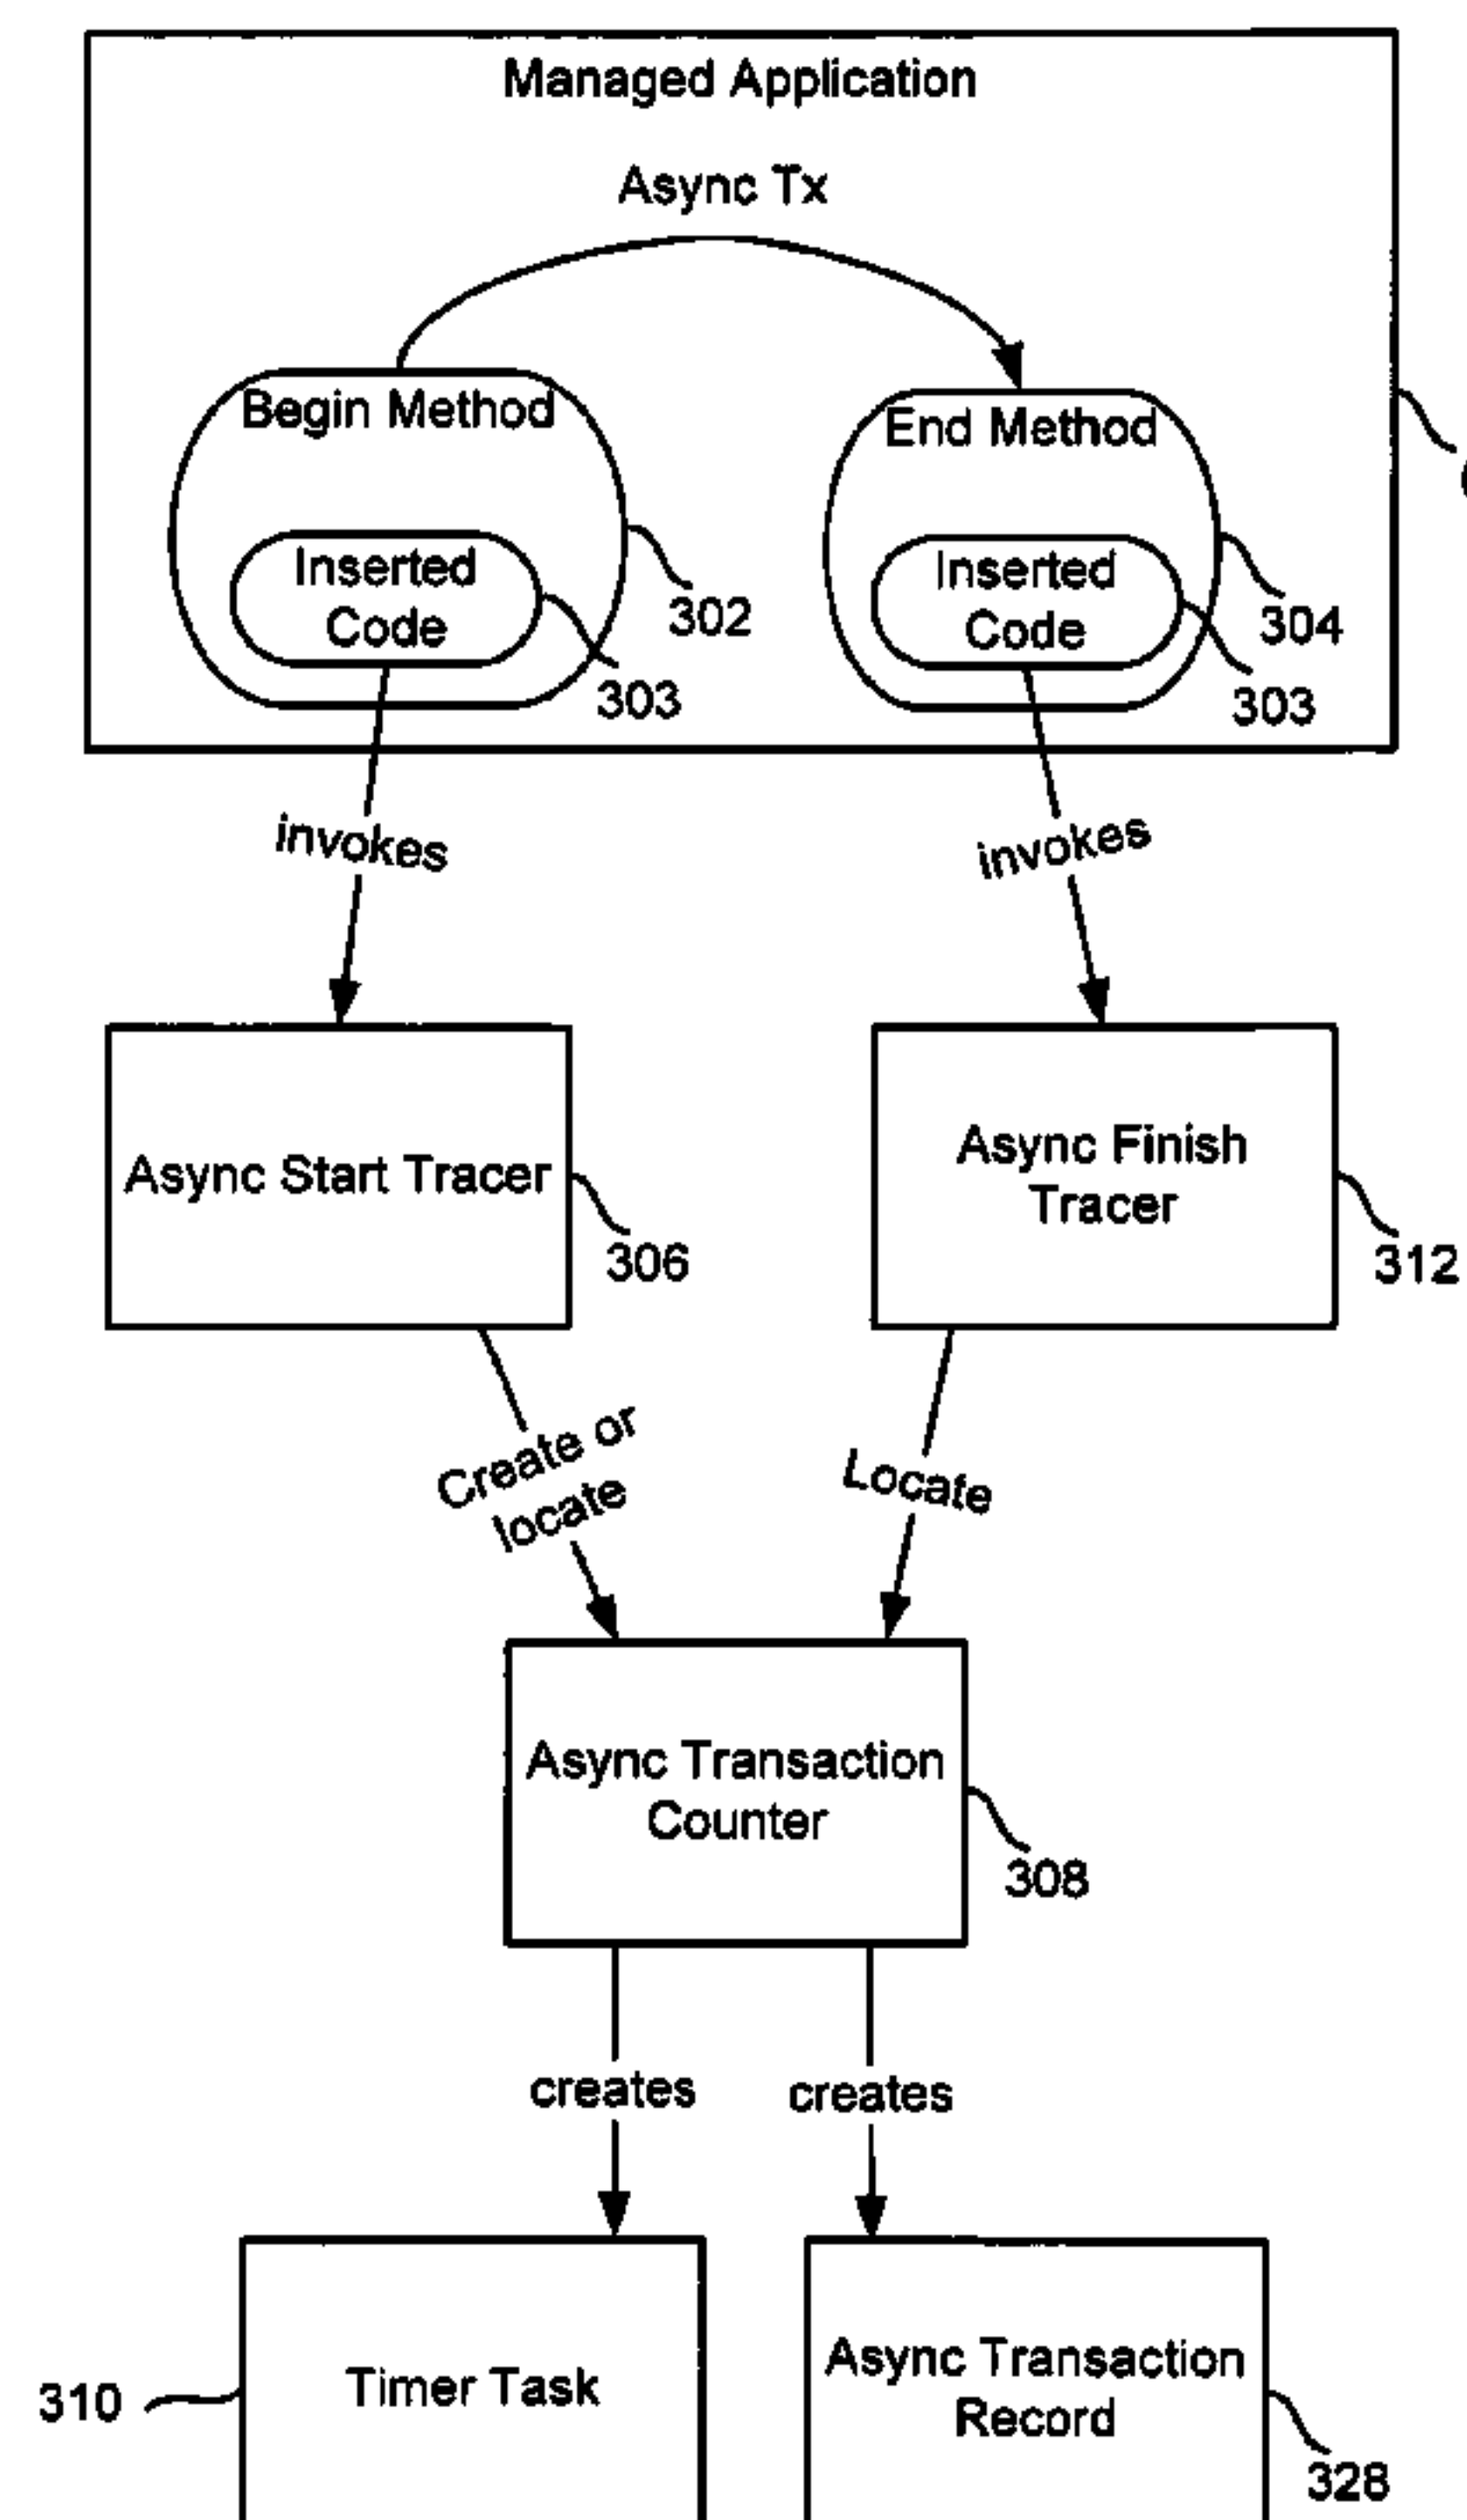 Managed Application
Async Tx
Begin Method
End Method
Inserted
Code
Inserted
Code
302
304
303
303
invokes
invokes
Async Start Tracer
Async Finish
Tracer
306
312
Create or
locate
Locate
Async Transaction
Counter
308
creates
creates
Timer Task
Async Transaction
Record
310
328